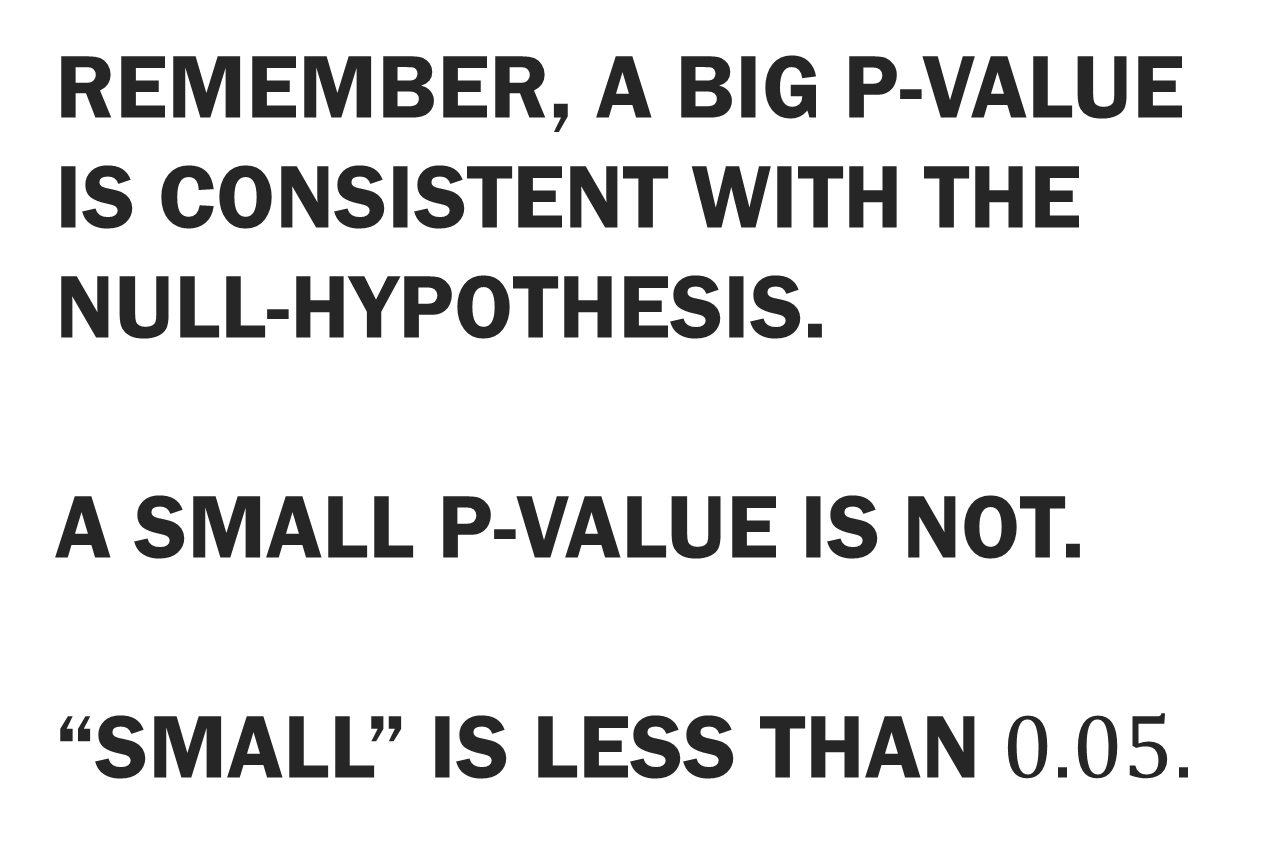 REMEMBER, A BIG P-VALUE
IS CONSISTENT WITH THE
NULL-HYPOTHESIS.
A SMALL P-VALUE IS NOT.
“SMALL” IS LESS THAN 0.05.